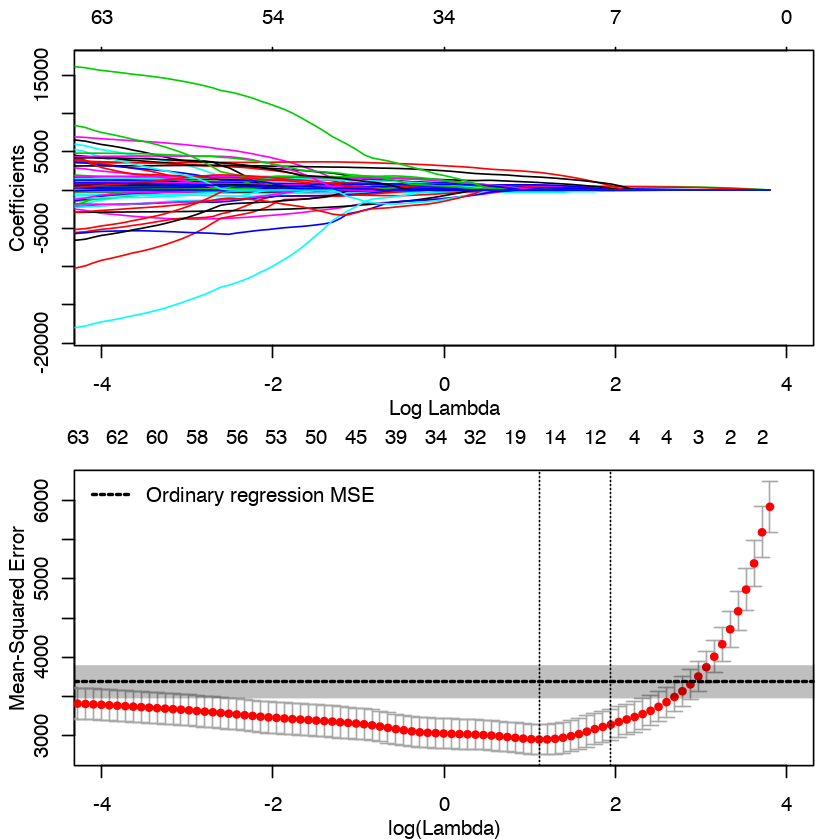 63 54 34 7 0
15000
5000
-5000
-20000
Coefficients
-4 -2 0 2 4
Log Lambda
63 62 60 58 56 53 50 45 39 34 32 19 14 12 4 4 3 2 2
Ordinary regression MSE
6000
5000
4000
3000
Mean-Squared Error
-4 -2 0 2 4
log(Lambda)